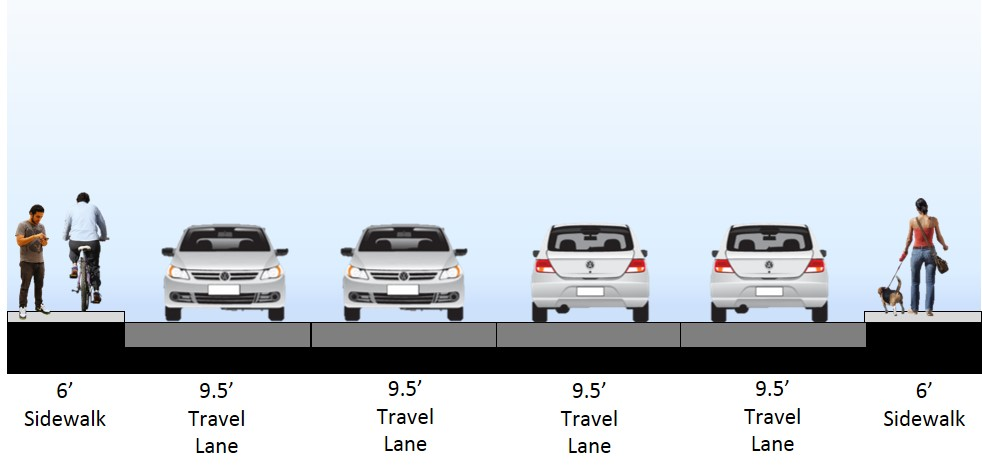 6’
Sidewalk
9.5’
Travel
Lane
9.5’
Travel
Lane
9.5’
Travel
Lane
9.5’
Travel
Lane
6’
Sidewalk